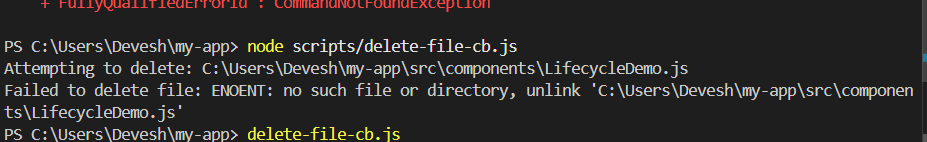 + FullyQualifiedErrorId : CommandNotFoundException
PS C:\Users\Devesh\my-app> node scripts/delete-file-cb.js
Attempting to delete: C:\Users\Devesh\my-app\src\components\LifecycleDemo.js
Failed to delete file: ENOENT: no such file or directory, unlink 'C:\Users\Devesh\my-app\src\componen
ts\LifecycleDemo.js'
PS C:\Users\Devesh\my-app> delete-file-cb.js